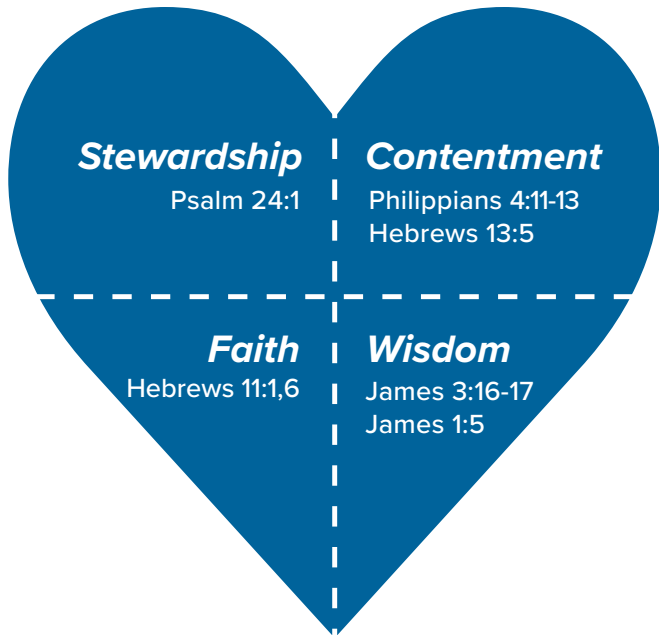 Stewardship
Psalm 24:1
Contentment
Philippians 4:11-13
Hebrews 13:5
Faith
Hebrews 11:1,6
Wisdom
James 3:16-17
James 1:5